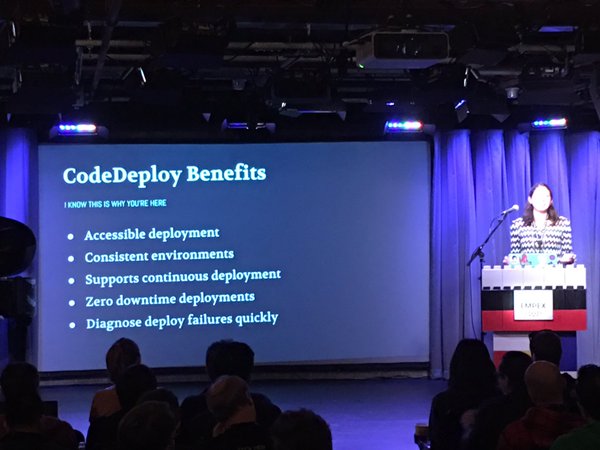 CodeDeploy Benefits
I KNOW THIS IS WHY YOU'RE HERE
● Accessible deployment
● Consistent environments
● Supports continuous deployment
● Zero downtime deployments
● Diagnose deploy failures quickly
EMPEX